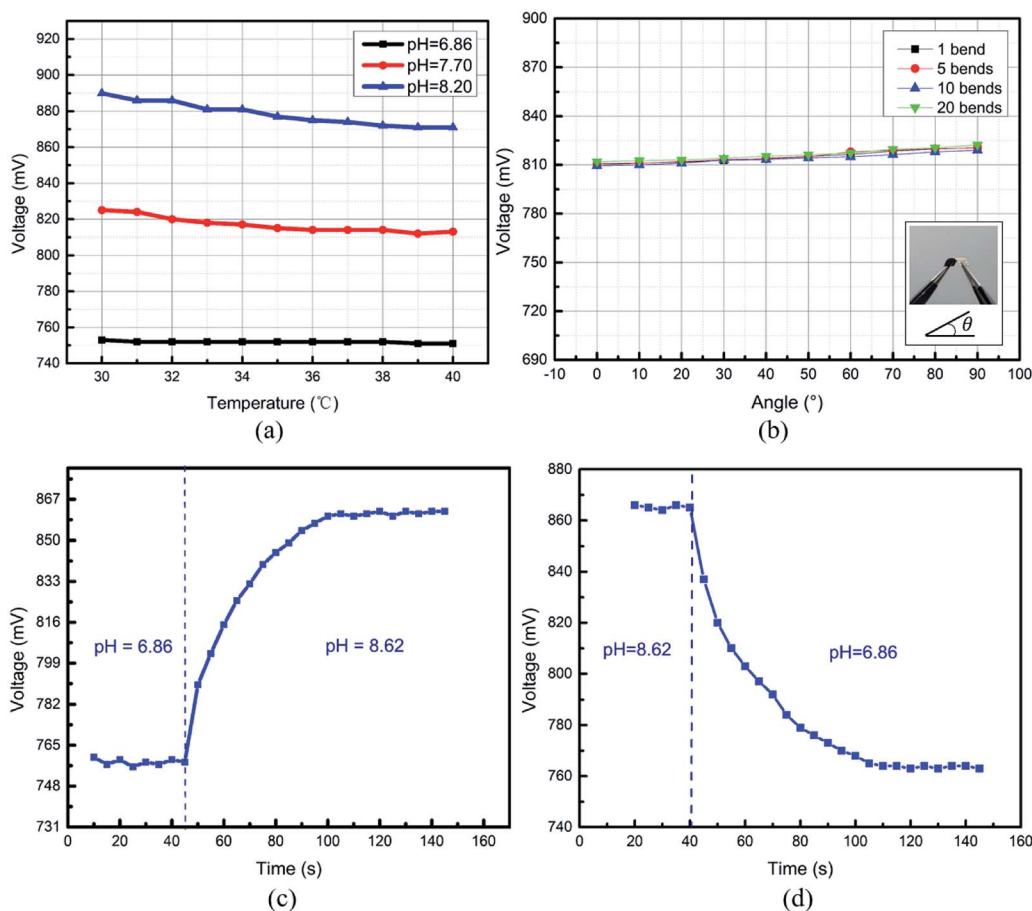 920
900
880
860
840
820
800
780
760
740
Voltage (mV)
30
32
34
36
38
40
Temperature (℃)
pH=6.86
pH=7.70
pH=8.20
(a)
900
870
840
810
780
750
720
690
Voltage (mV)
-10
0
10
20
30
40
50
60
70
80
90
100
Angle (°)
1 bend
5 bends
10 bends
20 bends
θ
(b)
867
850
833
816
799
782
765
748
731
Voltage (mV)
0
20
40
60
80
100
120
140
160
Time (s)
pH = 6.86
pH = 8.62
(c)
880
860
840
820
800
780
760
740
Voltage (mV)
0
20
40
60
80
100
120
140
160
Time (s)
pH=8.62
pH=6.86
(d)